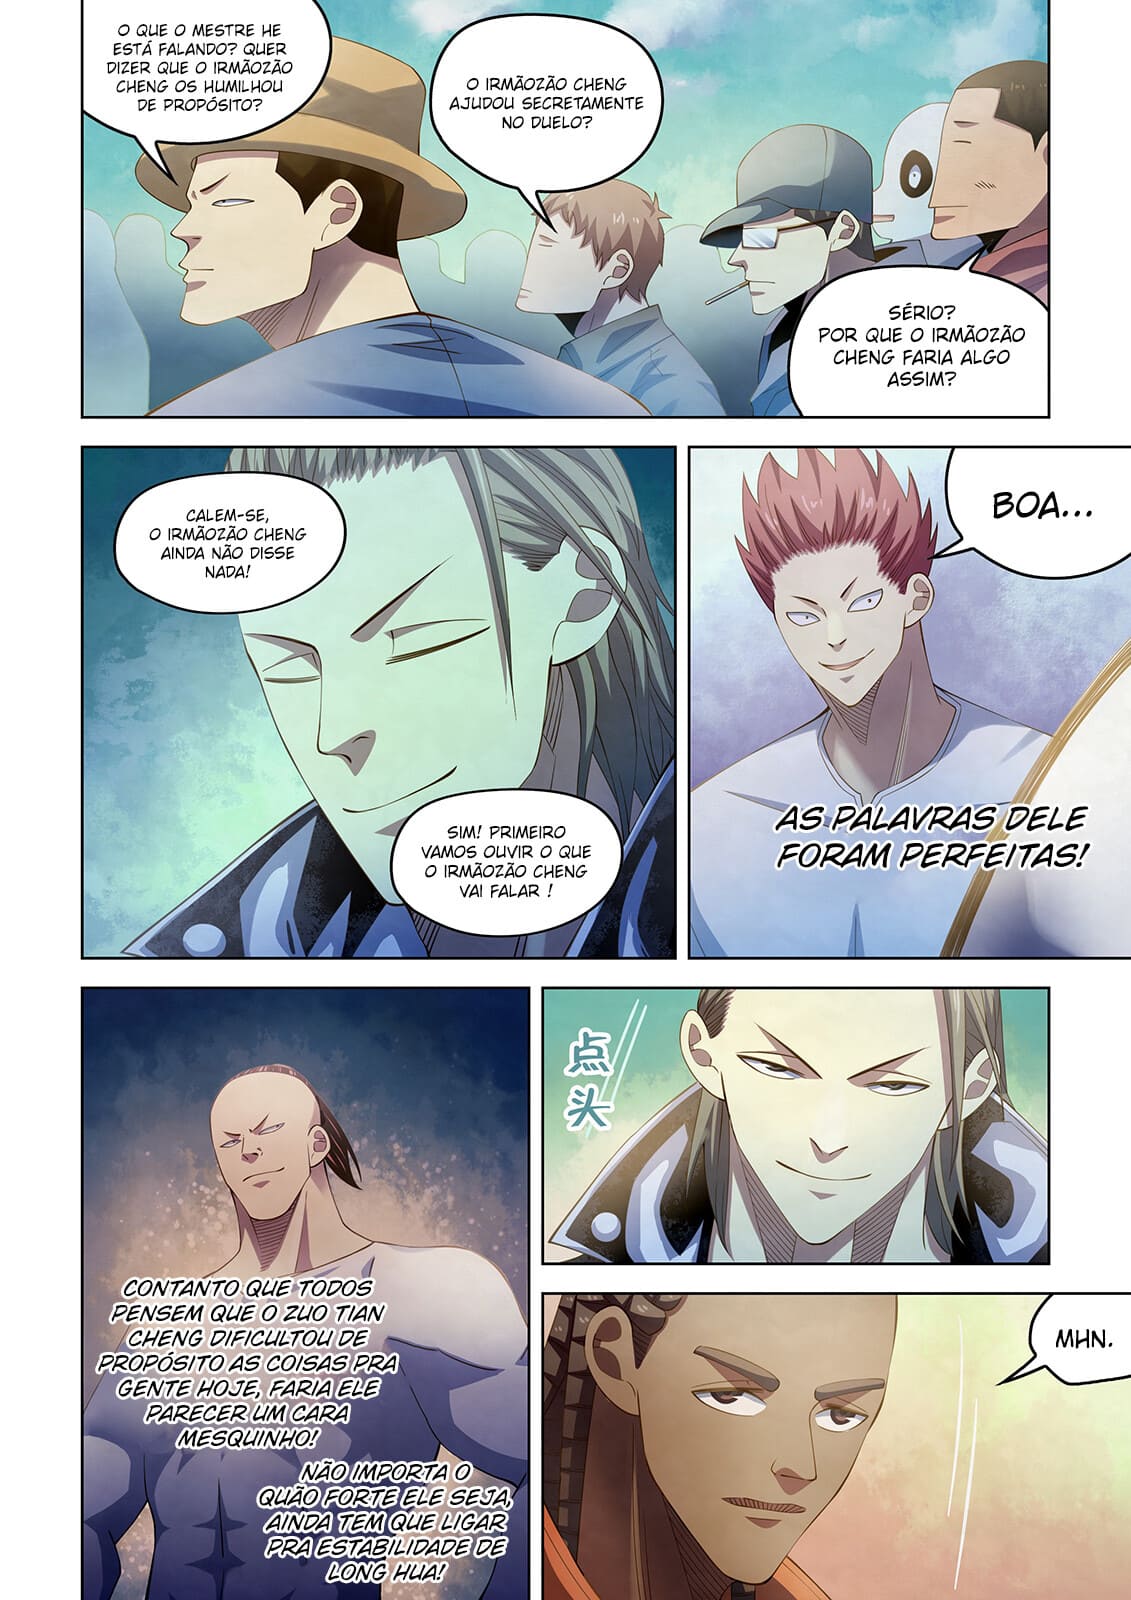 O QUE O MESTRE HE
ESTÁ FALANDO? QUER
DIZER QUE O IRMÃOZÃO
CHENG OS HUMILHOU
DE PROPÓSITO?
O IRMÃOZÃO CHENG
AJUDOU SECRETAMENTE
NO DUELO?
SÉRIO?
POR QUE O IRMÃOZÃO
CHENG FARIA ALGO
ASSIM?
CALEM-SE,
O IRMÃOZÃO CHENG
AINDA NÃO DISSE
NADA!
SIM! PRIMEIRO
VAMOS OUVIR O QUE
O IRMÃOZÃO CHENG
VAI FALAR !
BOA...
AS PALAVRAS DELE
FORAM PERFEITAS!
CONTANTO QUE TODOS
PENSEM QUE O ZUO TIAN
CHENG DIFICULTOU DE
PROPÓSITO AS COISAS PRA
GENTE HOJE, FARIA ELE
PARECER UM CARA
MESQUINHO!
NÃO IMPORTA O
QUÃO FORTE ELE SEJA,
AINDA TEM QUE LIGAR
PRA ESTABILIDADE DE
LONG HUA!
点头
MHN.